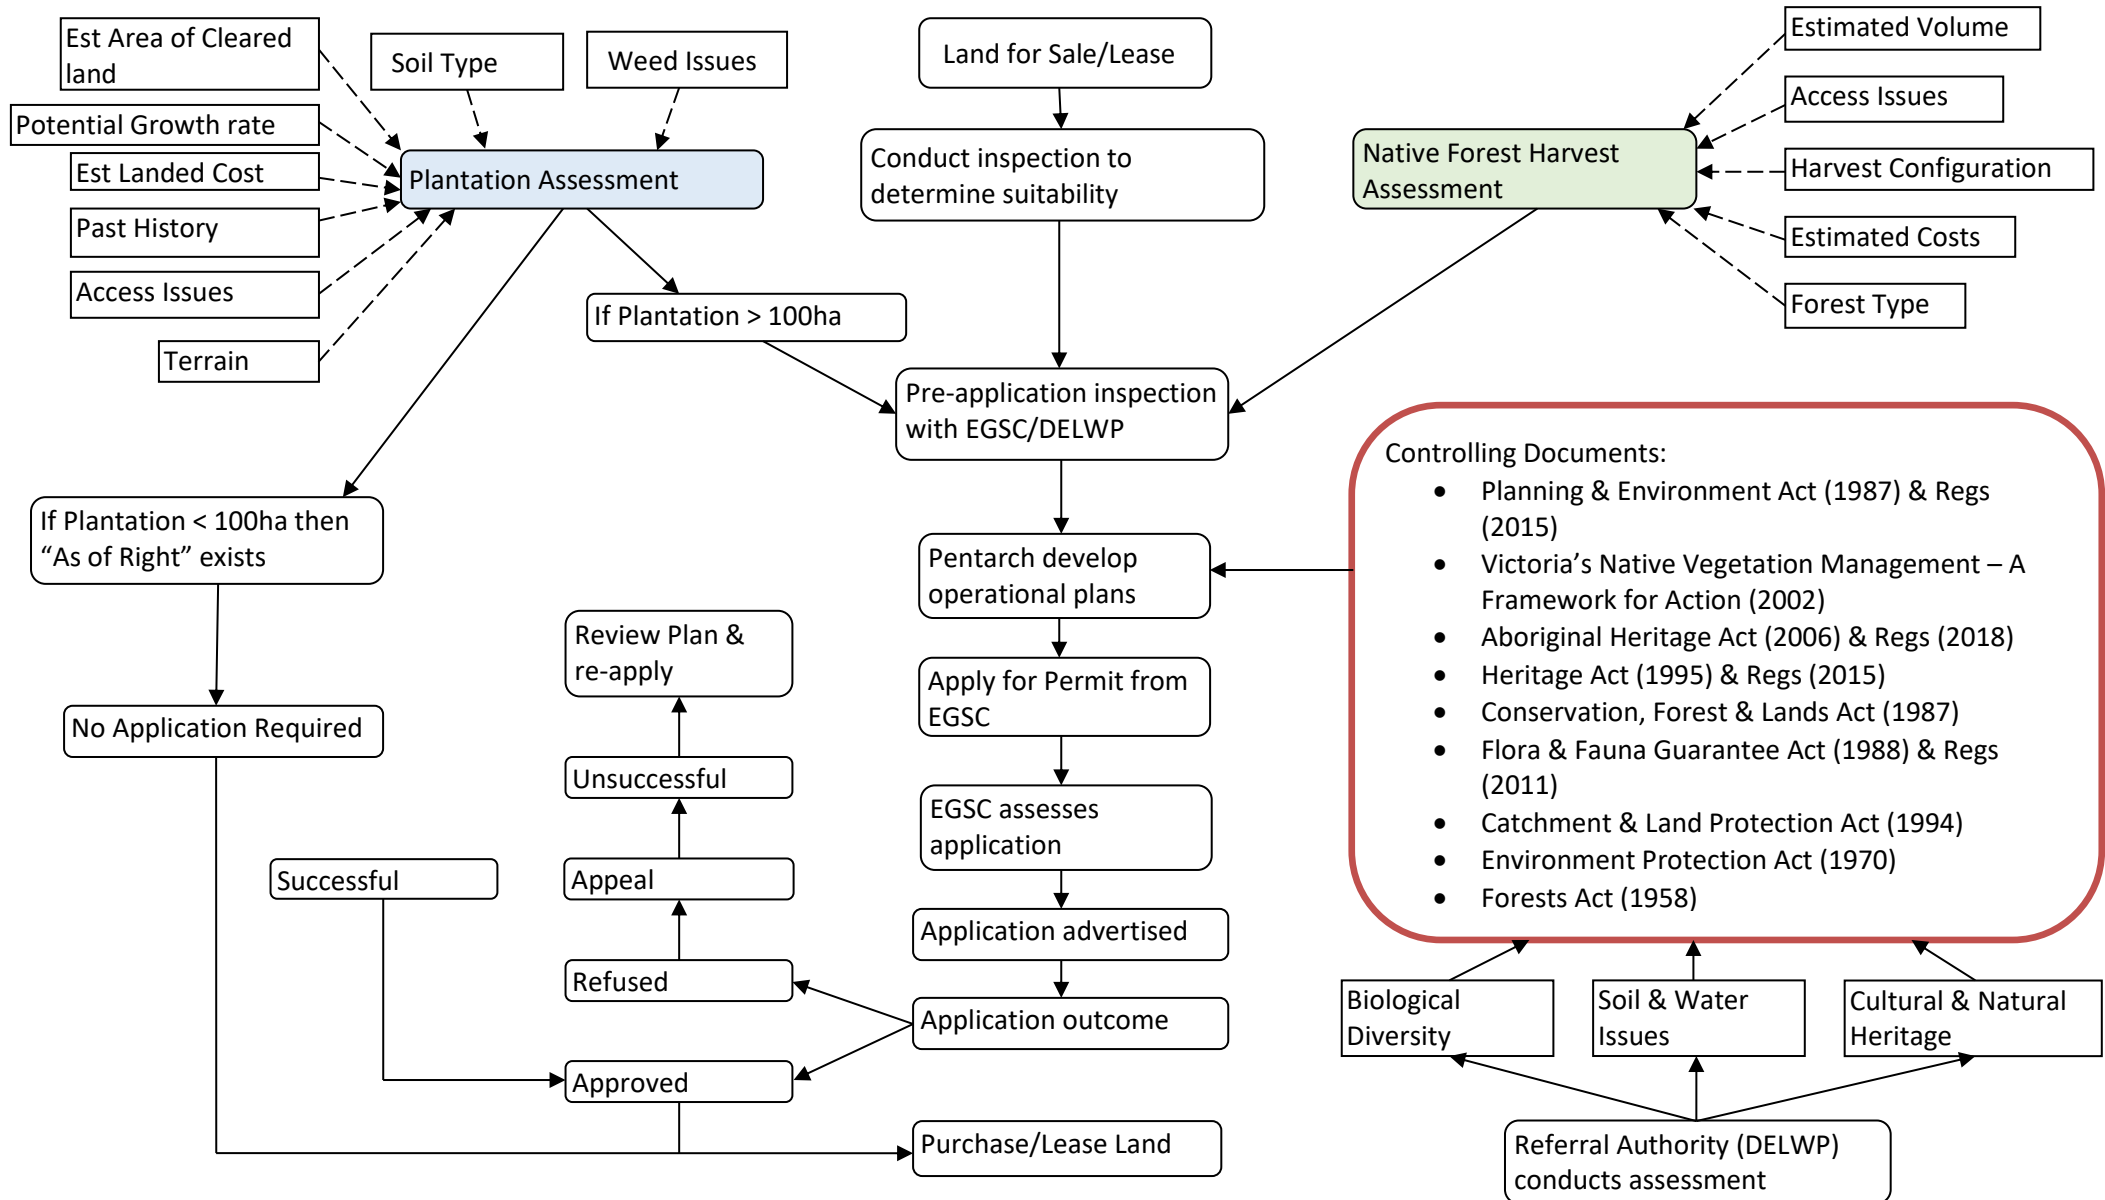 Est Area of Cleared
land
Soil Type
Weed Issues
Land for Sale/Lease
Estimated Volume
Potential Growth rate
Access Issues
Est Landed Cost
Plantation Assessment
Conduct inspection to
determine suitability
Native Forest Harvest
Assessment
Harvest Configuration
Past History
Estimated Costs
Access Issues
If Plantation > 100ha
Forest Type
Terrain
Pre-application inspection
with EGSC/DELWP
If Plantation < 100ha then
“As of Right” exists
No Application Required
Pentarch develop
operational plans
Review Plan &
re-apply
Apply for Permit from
EGSC
Unsuccessful
EGSC assesses
application
Successful
Appeal
Application advertised
Refused
Application outcome
Approved
Purchase/Lease Land
Controlling Documents:
• Planning & Environment Act (1987) & Regs
(2015)
• Victoria’s Native Vegetation Management – A
Framework for Action (2002)
• Aboriginal Heritage Act (2006) & Regs (2018)
• Heritage Act (1995) & Regs (2015)
• Conservation, Forest & Lands Act (1987)
• Flora & Fauna Guarantee Act (1988) & Regs
(2011)
• Catchment & Land Protection Act (1994)
• Environment Protection Act (1970)
• Forests Act (1958)
Biological
Diversity
Soil & Water
Issues
Cultural & Natural
Heritage
Referral Authority (DELWP)
conducts assessment